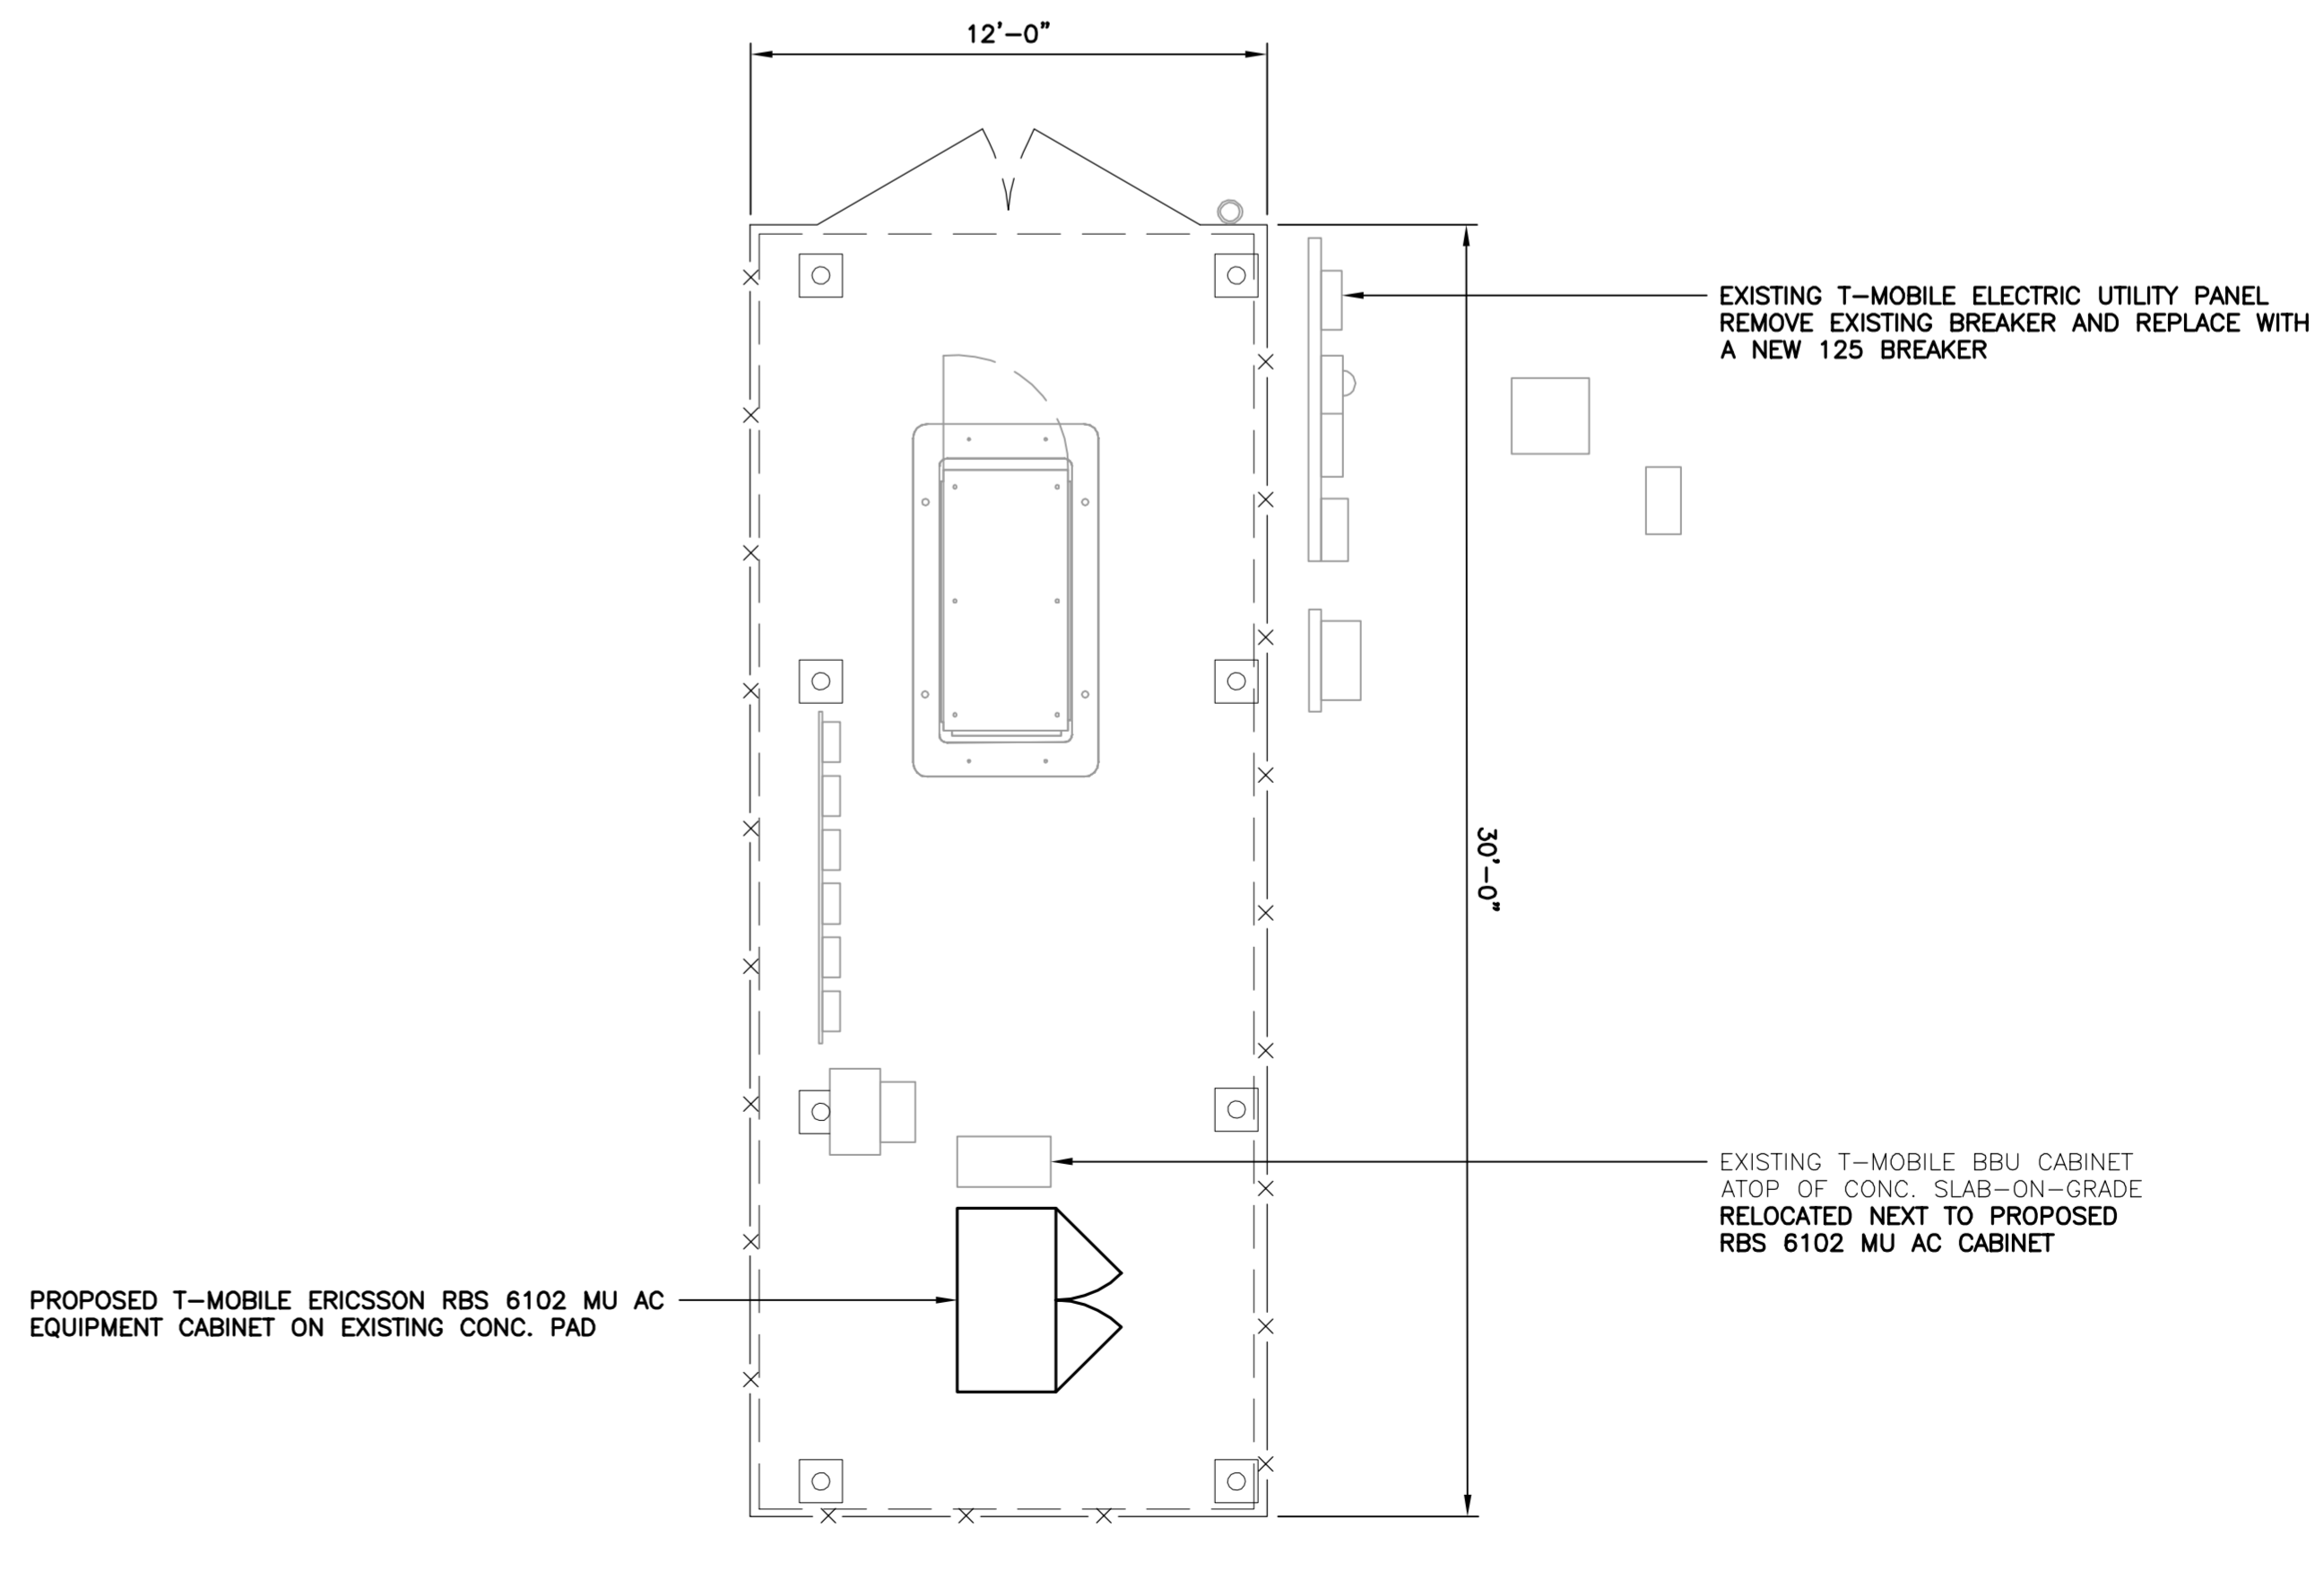 12'-0"
EXISTING T-MOBILE ELECTRIC UTILITY PANEL
REMOVE EXISTING BREAKER AND REPLACE WITH
A NEW 125 BREAKER
30'-0"
EXISTING T-MOBILE BBU CABINET
ATOP OF CONC. SLAB-ON-GRADE
RELOCATED NEXT TO PROPOSED
RBS 6102 MU AC CABINET
PROPOSED T-MOBILE ERICSSON RBS 6102 MU AC
EQUIPMENT CABINET ON EXISTING CONC. PAD